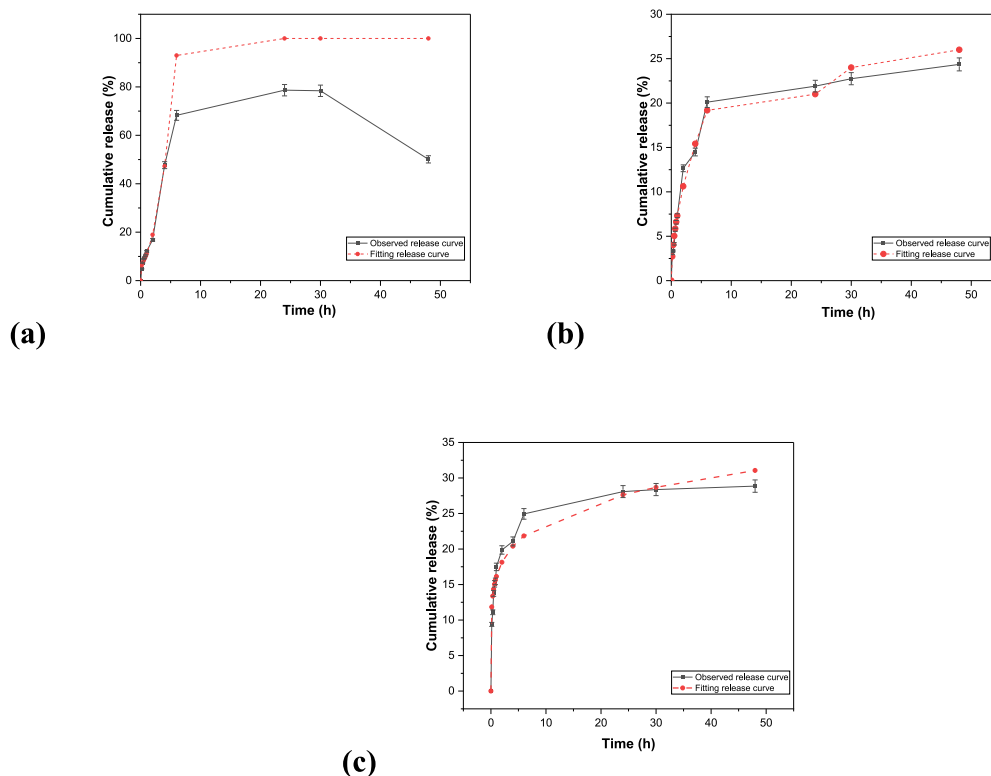 Cumulative release (%)
100
80
60
40
20
0
0
10
20
30
40
50
Time (h)
Observed release curve
Fitting release curve
(a)
Cumalative release (%)
30
25
20
15
10
5
0
0
10
20
30
40
50
Time (h)
Observed release curve
Fitting release curve
(b)
Cumulative release (%)
35
30
25
20
15
10
5
0
0
10
20
30
40
50
Time (h)
Observed release curve
Fitting release curve
(c)